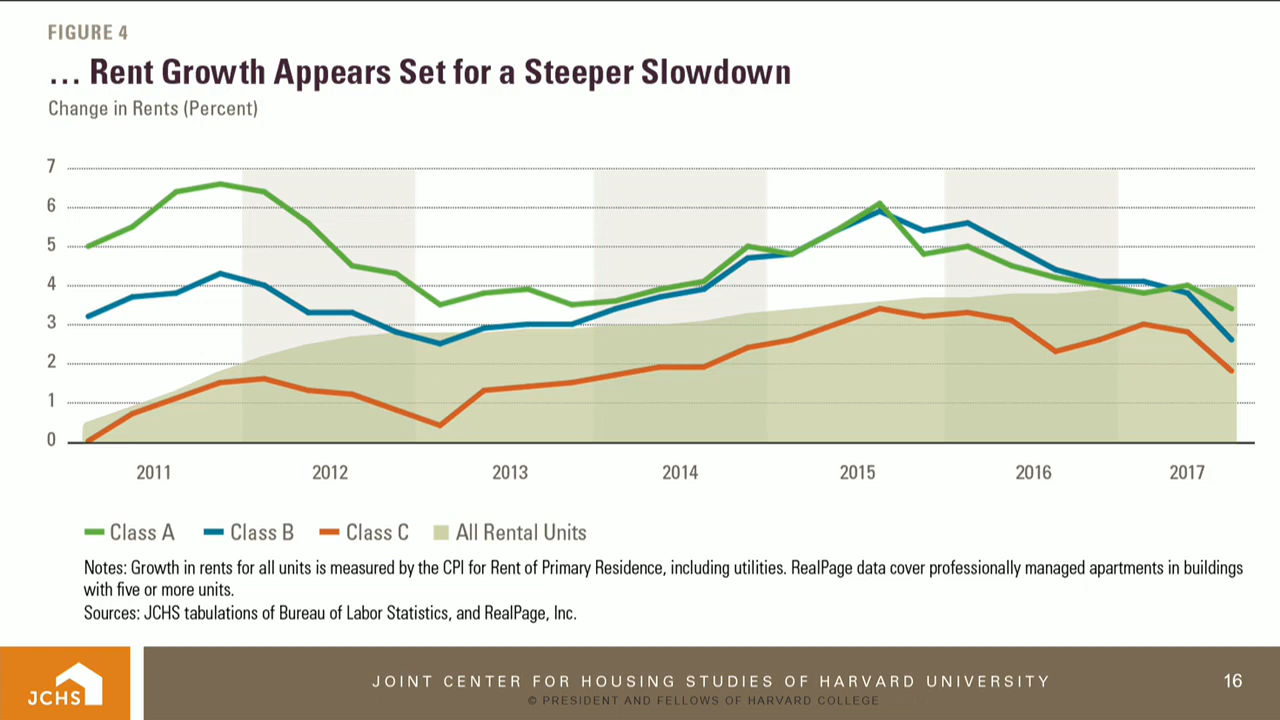 FIGURE 4
… Rent Growth Appears Set for a Steeper Slowdown
Change in Rents (Percent)
7
6
5
4
3
2
1
0
2011 2012 2013 2014 2015 2016 2017
Class A Class B Class C All Rental Units
Notes: Growth in rents for all units is measured by the CPI for Rent of Primary Residence, including utilities. RealPage data cover professionally managed apartments in buildings
with five or more units.
Sources: JCHS tabulations of Bureau of Labor Statistics, and RealPage, Inc.
JCHS
JOINT CENTER FOR HOUSING STUDIES OF HARVARD UNIVERSITY 16
© PRESIDENT AND FELLOWS OF HARVARD COLLEGE